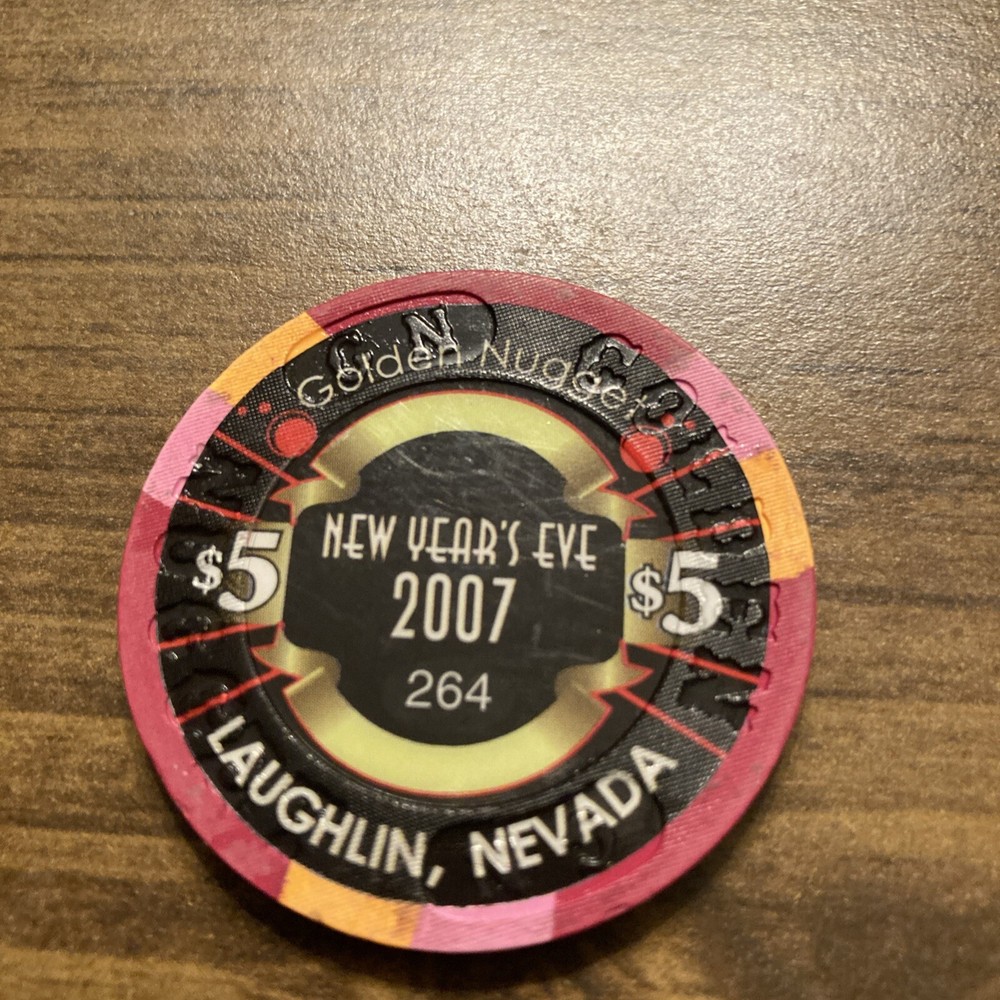 Golden Nugget
NEW YEAR'S EVE
$5 2007 $5
264
LAUGHLIN, NEVADA